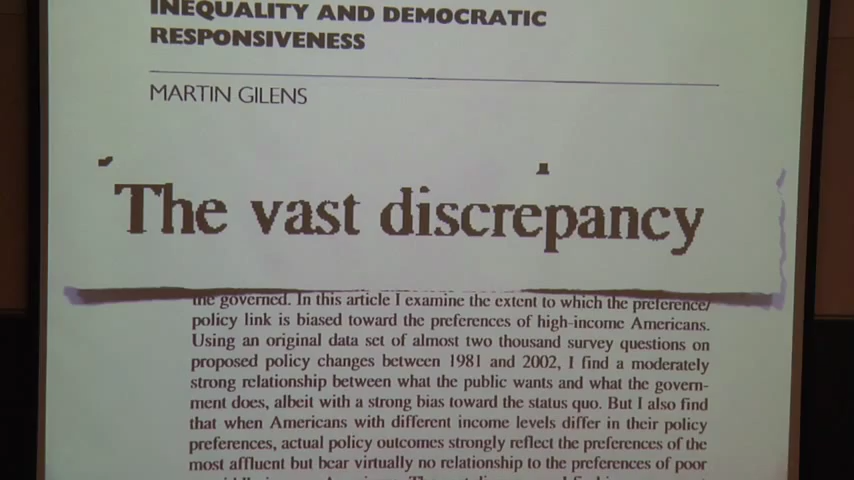 INEQUALITY AND DEMOCRATIC
RESPONSIVENESS
MARTIN GILENS
The vast discrepancy
the governed. In this article I examine the extent to which the preference/
policy link is biased toward the preferences of high-income Americans.
Using an original data set of almost two thousand survey questions on
proposed policy changes between 1981 and 2002, I find a moderately
strong relationship between what the public wants and what the govern-
ment does, albeit with a strong bias toward the status quo. But I also find
that when Americans with different income levels differ in their policy
preferences, actual policy outcomes strongly reflect the preferences of the
most affluent but bear virtually no relationship to the preferences of poor